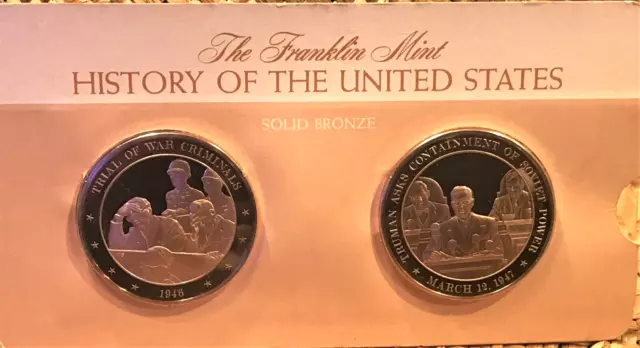 The Franklin Mint
HISTORY OF THE UNITED STATES
SOLID BRONZE
TRIAL OF WAR CRIMINALS
1946
TRUMAN ASKS CONTAINMENT OF SOVIET POWER
MARCH 12, 1947